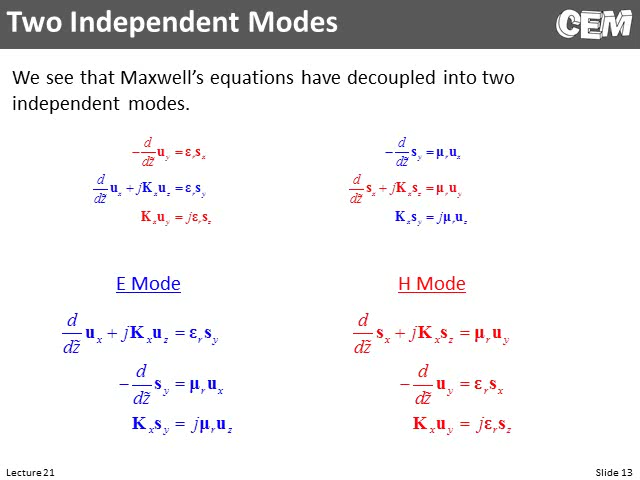 Two Independent Modes
CEM
We see that Maxwell's equations have decoupled into two
independent modes.
−d/dz̃ u_y = ε_r s_x
−d/dz̃ s_y = μ_r u_x
d/dz̃ u_x + jK_x u_z = ε_r s_y
d/dz̃ s_x + jK_x s_z = μ_r u_y
K_x u_y = jε_r s_z
K_x s_y = jμ_r u_z
E Mode
H Mode
d/dz̃ u_x + jK_x u_z = ε_r s_y
d/dz̃ s_x + jK_x s_z = μ_r u_y
−d/dz̃ s_y = μ_r u_x
−d/dz̃ u_y = ε_r s_x
K_x s_y = jμ_r u_z
K_x u_y = jε_r s_z
Lecture 21
Slide 13